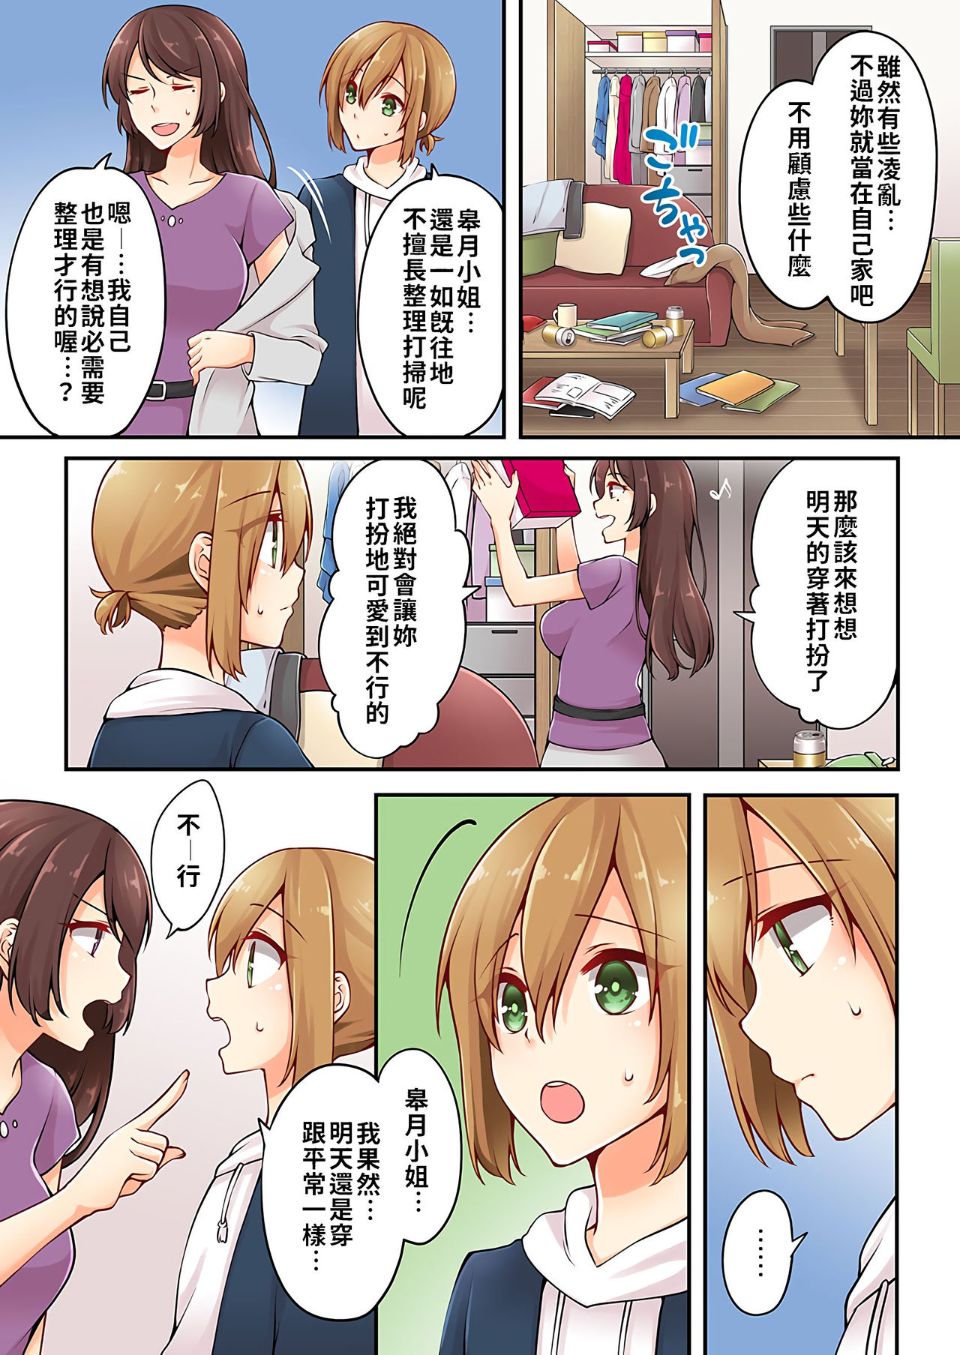 雖然有些凌亂…
不過妳就當在自己家吧
不用顧慮些什麼
ごちゃっ
皐月小姐…
還是一如既往地
不擅長整理打掃呢
嗯—…我自己
也是有想說必需要
整理才行的喔…？
那麼該來想想
明天的穿著打扮了
♪
我絕對會讓妳
打扮地可愛到不行的
……
皐月小姐…
我果然…
明天還是穿
跟平常一樣…
不—行